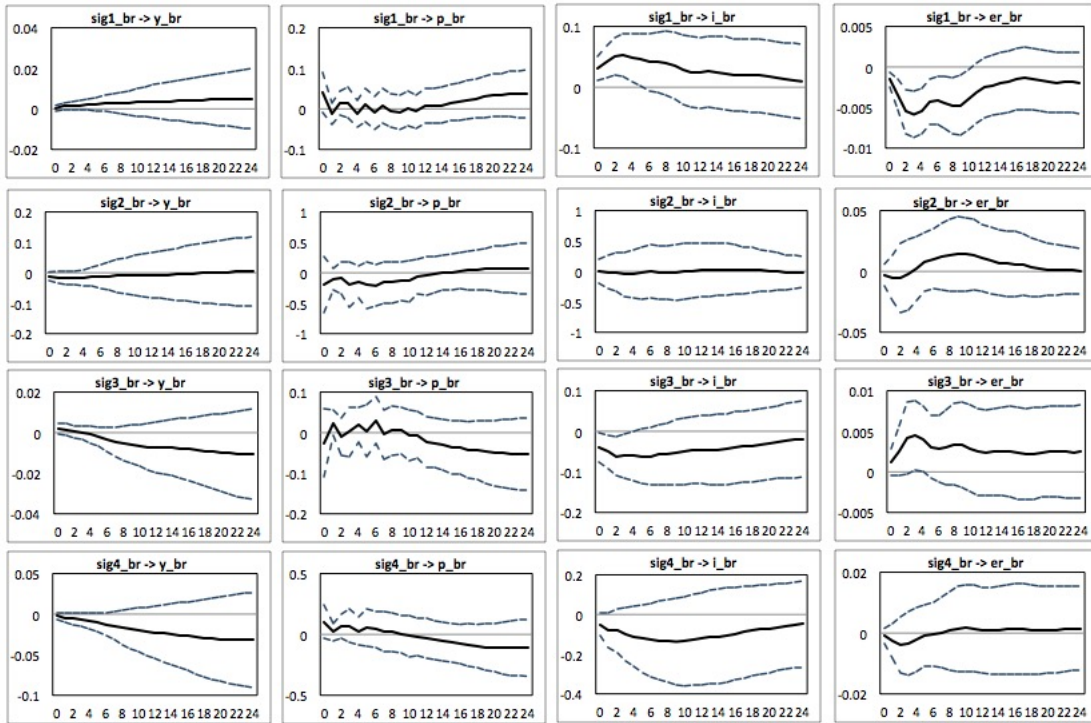 sig1_br -> y_br
0.04
0.02
0
-0.02
0 2 4 6 8 10 12 14 16 18 20 22 24
sig1_br -> p_br
0.2
0.1
0
-0.1
0 2 4 6 8 10 12 14 16 18 20 22 24
sig1_br -> i_br
0.1
0
-0.1
0 2 4 6 8 10 12 14 16 18 20 22 24
sig1_br -> er_br
0.005
0
-0.005
-0.01
0 2 4 6 8 10 12 14 16 18 20 22 24
sig2_br -> y_br
0.2
0.1
0
-0.1
-0.2
0 2 4 6 8 10 12 14 16 18 20 22 24
sig2_br -> p_br
1
0.5
0
-0.5
-1
0 2 4 6 8 10 12 14 16 18 20 22 24
sig2_br -> i_br
1
0.5
0
-0.5
-1
0 2 4 6 8 10 12 14 16 18 20 22 24
sig2_br -> er_br
0.05
0
-0.05
0 2 4 6 8 10 12 14 16 18 20 22 24
sig3_br -> y_br
0.02
0
-0.02
-0.04
0 2 4 6 8 10 12 14 16 18 20 22 24
sig3_br -> p_br
0.1
0
-0.1
-0.2
0 2 4 6 8 10 12 14 16 18 20 22 24
sig3_br -> i_br
0.1
0
-0.1
-0.2
0 2 4 6 8 10 12 14 16 18 20 22 24
sig3_br -> er_br
0.01
0.005
0
-0.005
0 2 4 6 8 10 12 14 16 18 20 22 24
sig4_br -> y_br
0.05
0
-0.05
-0.1
0 2 4 6 8 10 12 14 16 18 20 22 24
sig4_br -> p_br
0.5
0
-0.5
0 2 4 6 8 10 12 14 16 18 20 22 24
sig4_br -> i_br
0.2
0
-0.2
-0.4
0 2 4 6 8 10 12 14 16 18 20 22 24
sig4_br -> er_br
0.02
0
-0.02
0 2 4 6 8 10 12 14 16 18 20 22 24